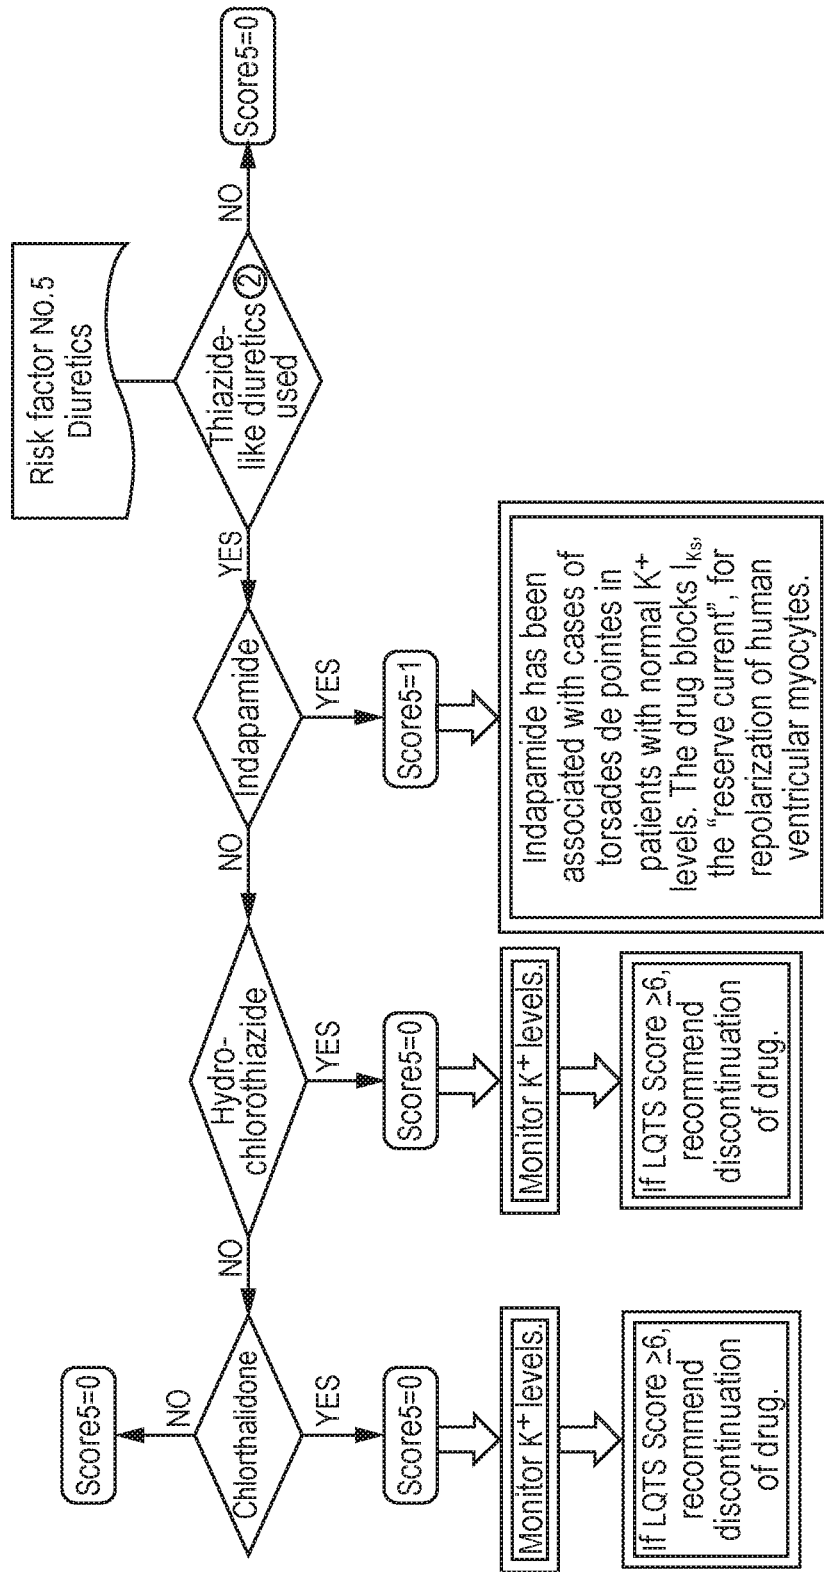 Risk factor No.5
Diuretics
Thiazide-
like diuretics ②
used
NO
Score5=0
YES
Indapamide
YES
Score5=1
Indapamide has been
associated with cases of
torsades de pointes in
patients with normal K+
levels. The drug blocks IKs,
the “reserve current”, for
repolarization of human
ventricular myocytes.
NO
Hydro-
chlorothiazide
YES
Score5=0
Monitor K+ levels.
If LQTS Score ≥6,
recommend
discontinuation
of drug.
NO
Chlorthalidone
NO
Score5=0
YES
Score5=0
Monitor K+ levels.
If LQTS Score ≥6,
recommend
discontinuation
of drug.